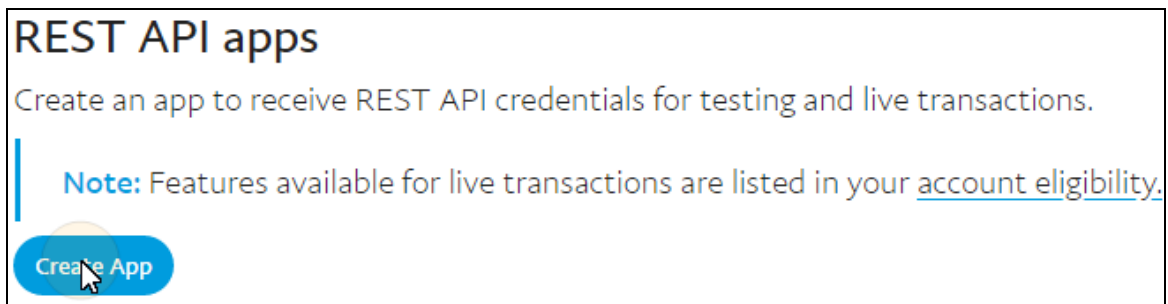 REST API apps
Create an app to receive REST API credentials for testing and live transactions.
Note: Features available for live transactions are listed in your account eligibility.
Create App